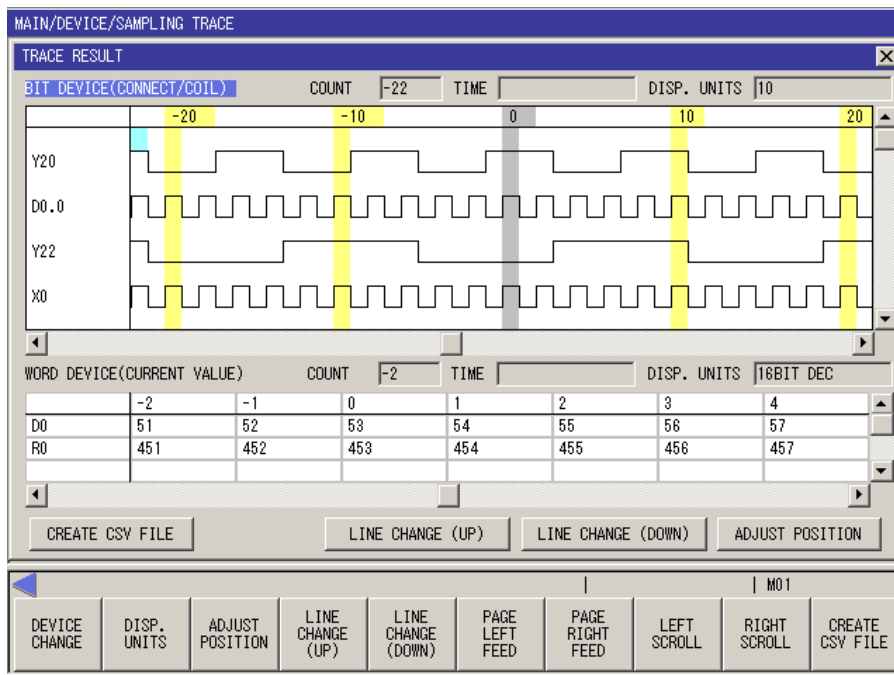 MAIN/DEVICE/SAMPLING TRACE
TRACE RESULT
BIT DEVICE(CONNECT/COIL) COUNT -22 TIME DISP. UNITS 10
-20 -10 0 10 20
Y20
D0.0
Y22
X0
WORD DEVICE(CURRENT VALUE) COUNT -2 TIME DISP. UNITS 16BIT DEC
-2 -1 0 1 2 3 4
D0 51 52 53 54 55 56 57
R0 451 452 453 454 455 456 457
CREATE CSV FILE LINE CHANGE (UP) LINE CHANGE (DOWN) ADJUST POSITION
M01
DEVICE CHANGE DISP. UNITS ADJUST POSITION LINE CHANGE (UP) LINE CHANGE (DOWN) PAGE LEFT FEED PAGE RIGHT FEED LEFT SCROLL RIGHT SCROLL CREATE CSV FILE